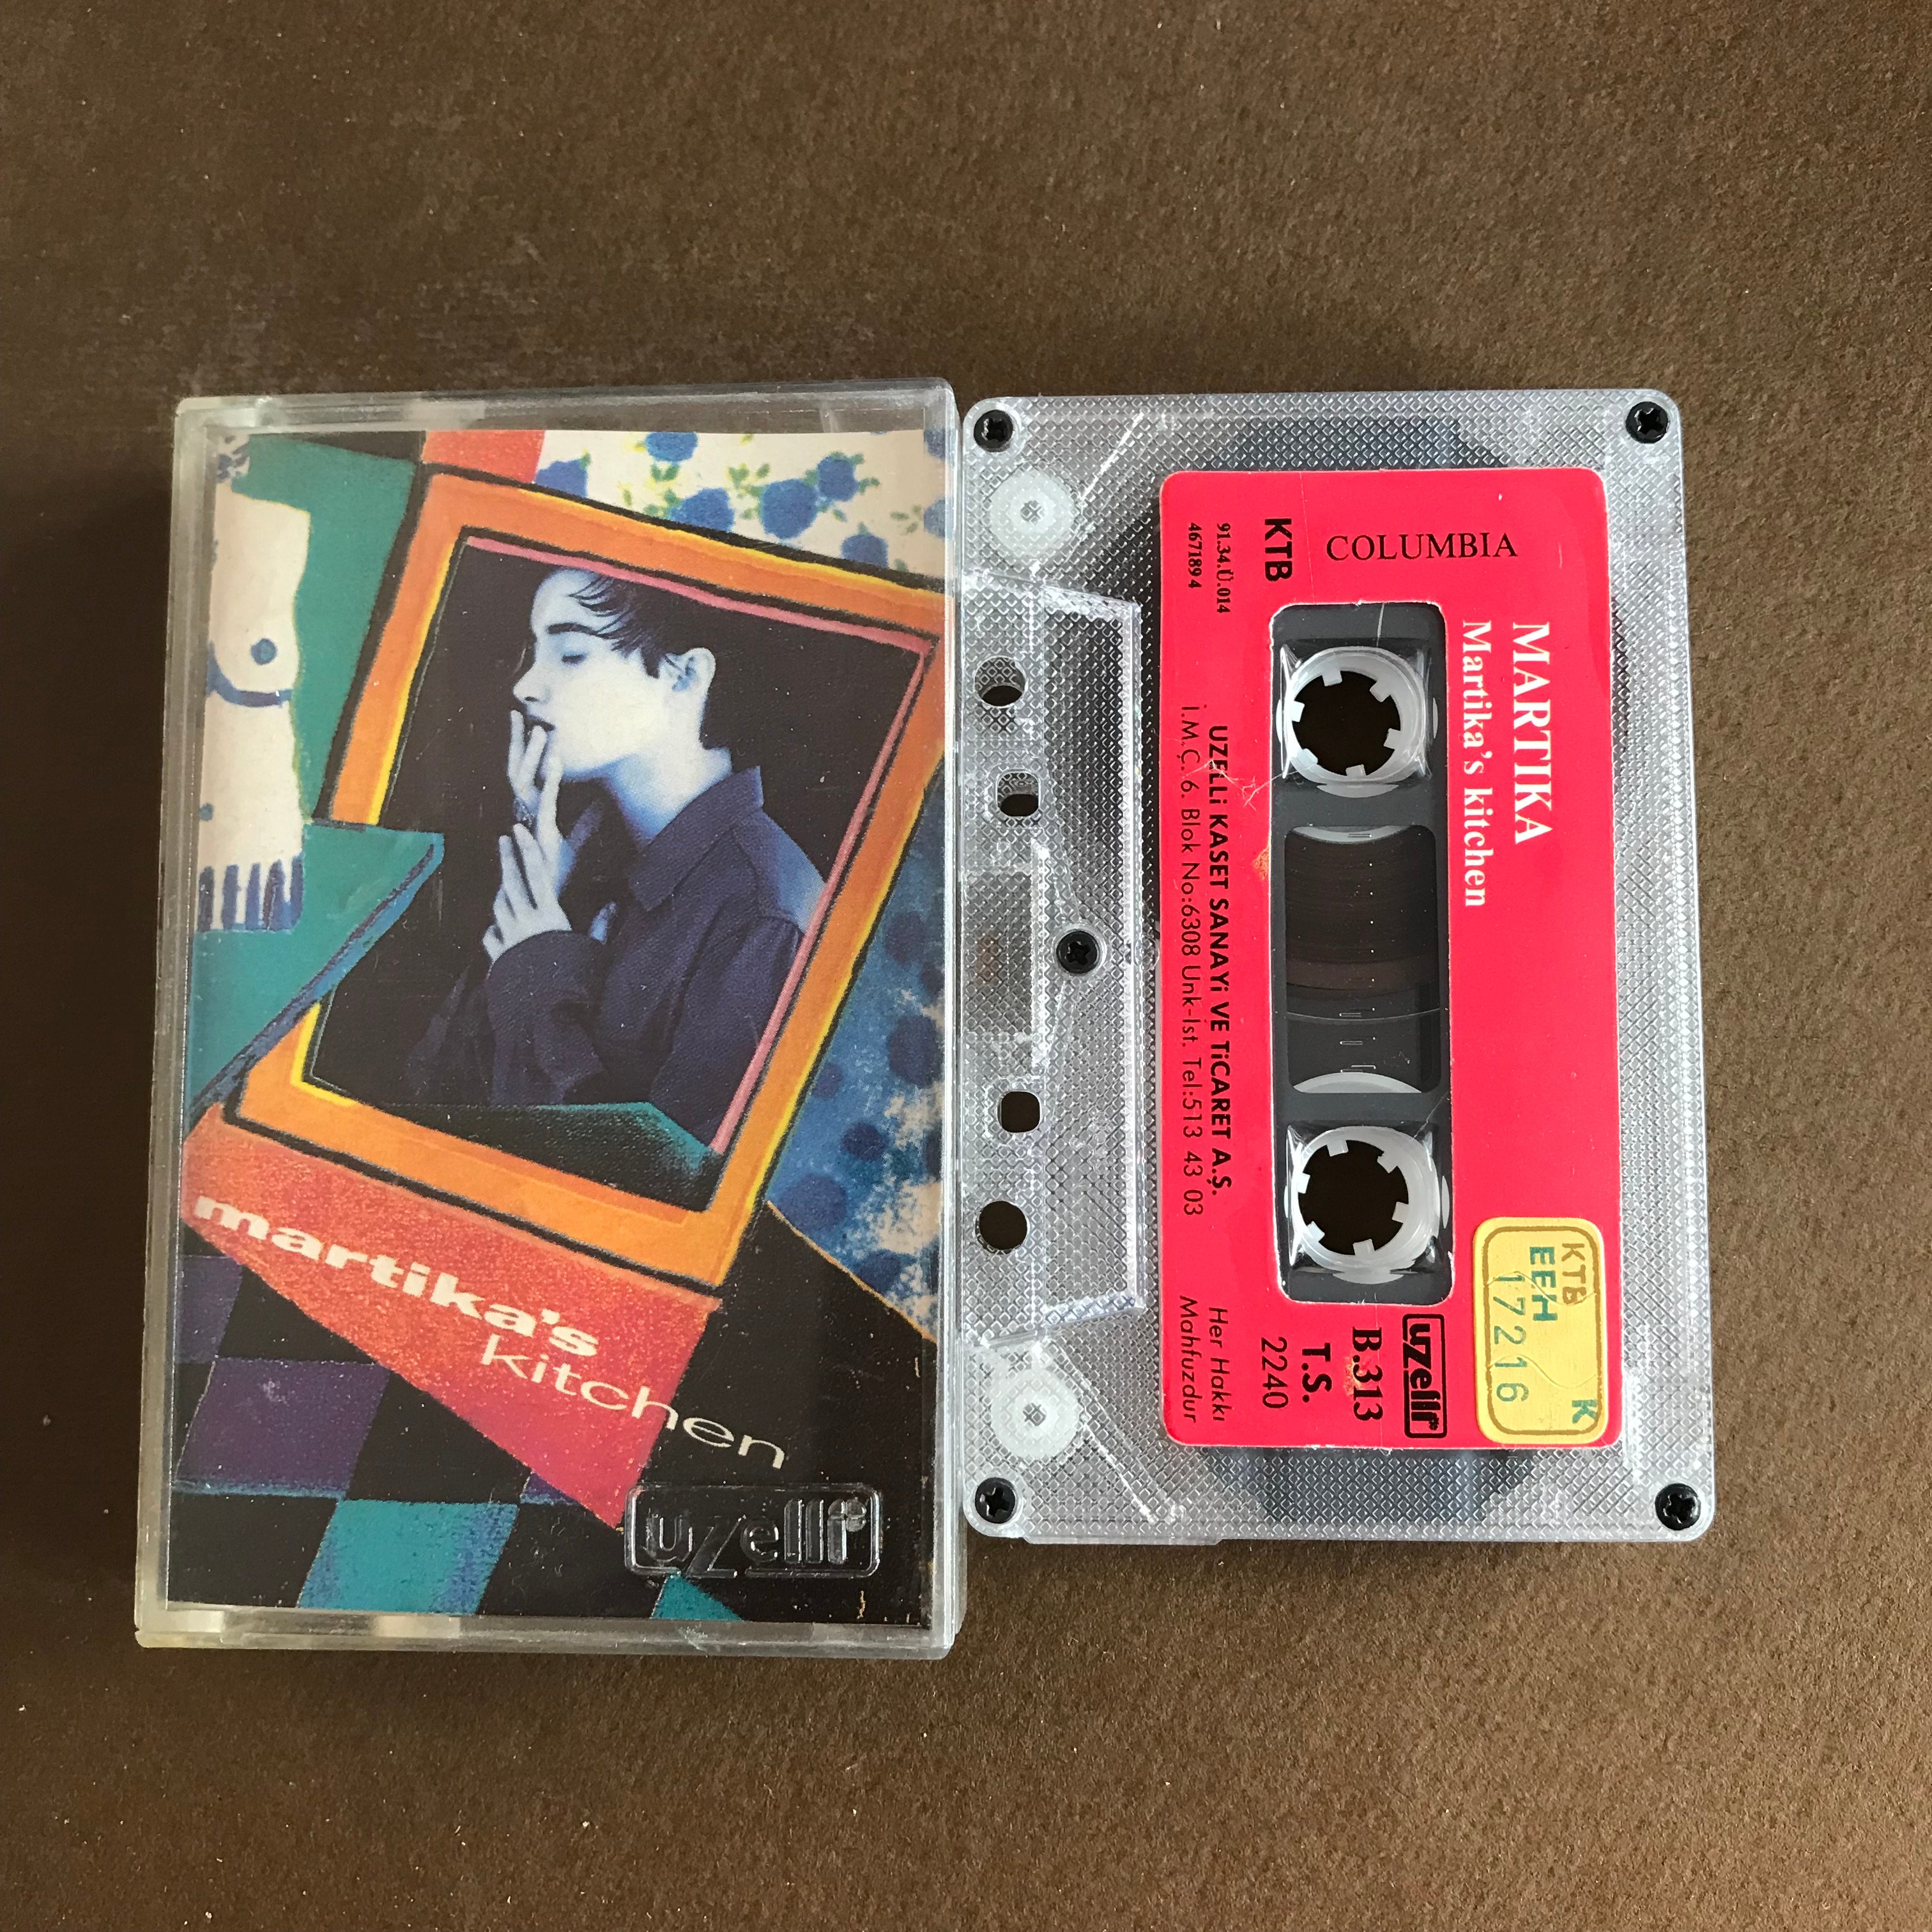 martika's
kitchen
uzelli
COLUMBIA
KTB
91.34.Ü.014
467189 4
MARTIKA
Martika's kitchen
UZELLİ KASET SANAYİ VE TİCARET A.Ş.
İ.M.Ç. 6. Blok No:6308 Unk-İst. Tel:513 43 03
Her Hakkı
Mahfuzdur
uzelli
B.313
T.S.
2240
KTB
EEH
17216
K